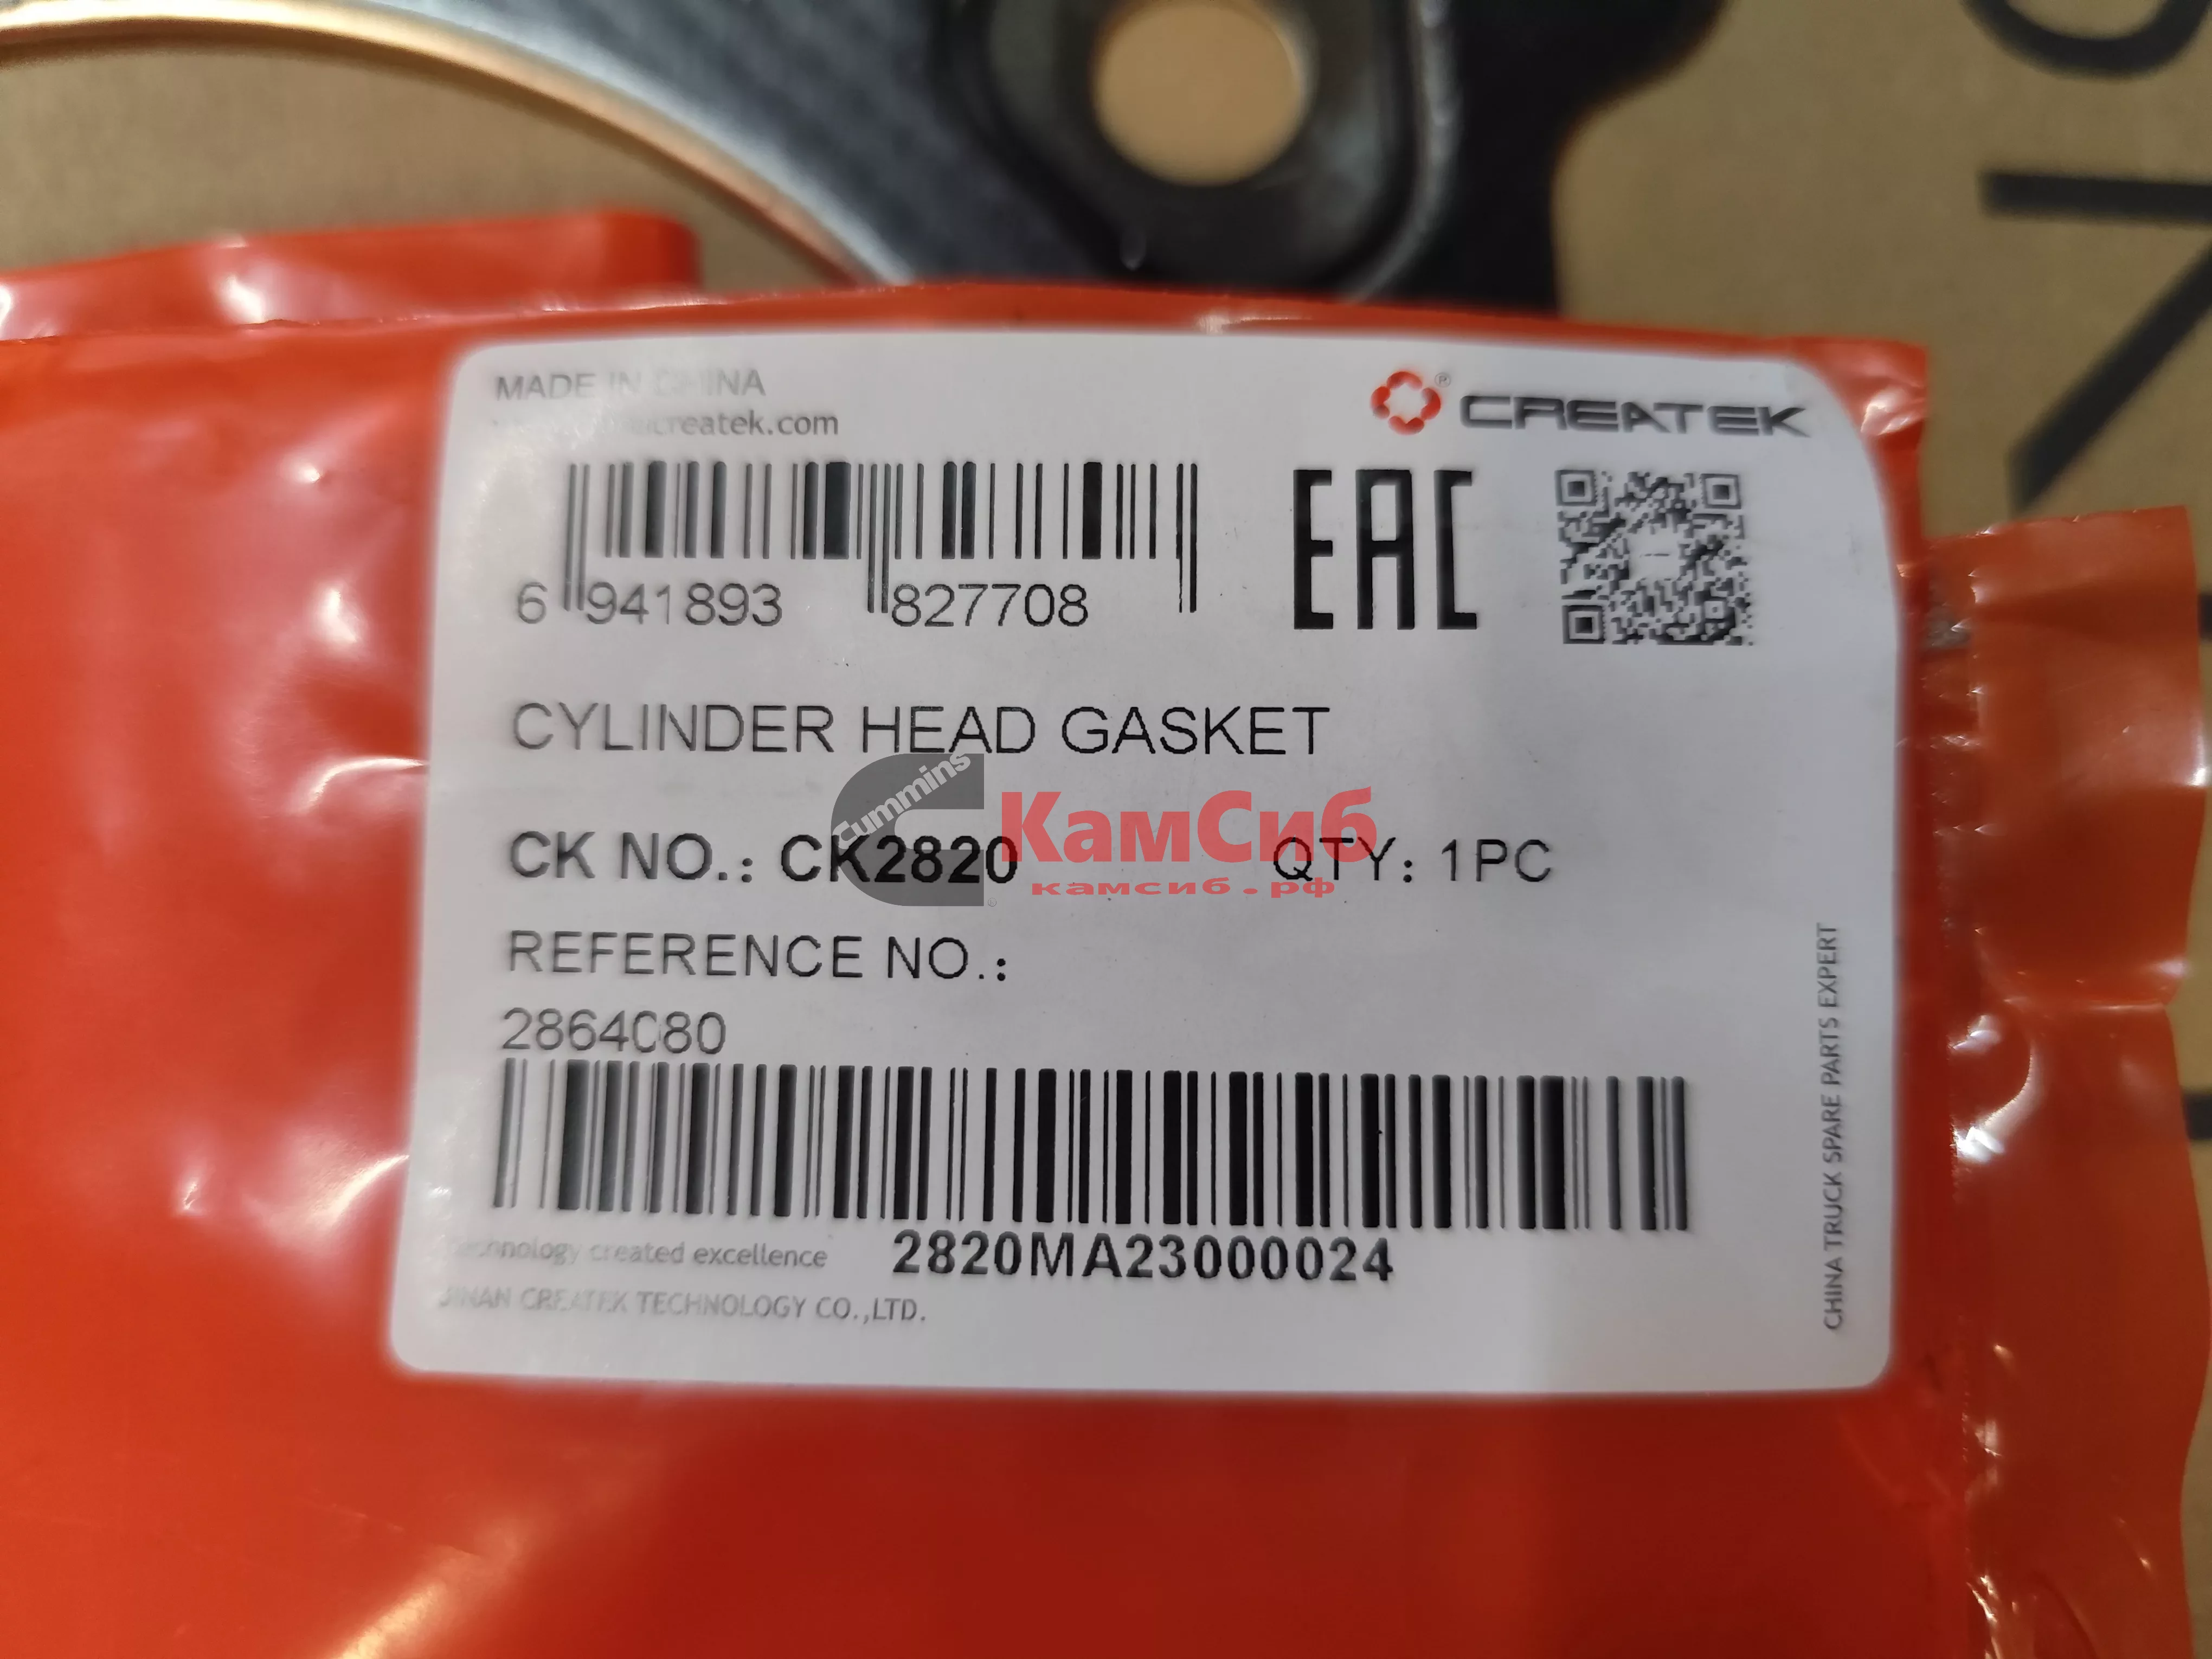 MADE IN CHINA
createk.com
CREATEK
6 941893 827708
EAC
CYLINDER HEAD GASKET
CK NO.: CK2820 QTY: 1PC
Cummins
КамСиб
камсиб.рф
REFERENCE NO.:
2864080
Technology created excellence 2820MA23000024
JINAN CREATEK TECHNOLOGY CO.,LTD.
CHINA TRUCK SPARE PARTS EXPERT